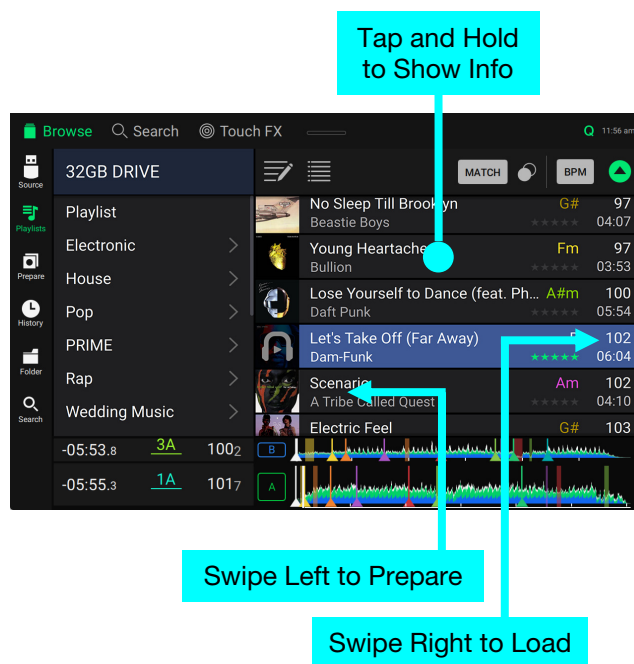 Tap and Hold
to Show Info
Browse Search Touch FX Q 11:56 am
Source
32GB DRIVE
MATCH BPM
Playlists
Prepare
History
Folder
Search
Playlist
Electronic
House
Pop
PRIME
Rap
Wedding Music
No Sleep Till Brooklyn G# 97
Beastie Boys ★★★★★ 04:07
Young Heartache Fm 97
Bullion ★★★★★ 03:53
Lose Yourself to Dance (feat. Ph... A#m 100
Daft Punk ★★★★★ 05:54
Let's Take Off (Far Away) 102
Dam-Funk ★★★★★ 06:04
Scenario Am 102
A Tribe Called Quest ★★★★★ 04:10
Electric Feel G# 103
-05:53.8 3A 1002 B
-05:55.3 1A 1017 A
Swipe Left to Prepare
Swipe Right to Load